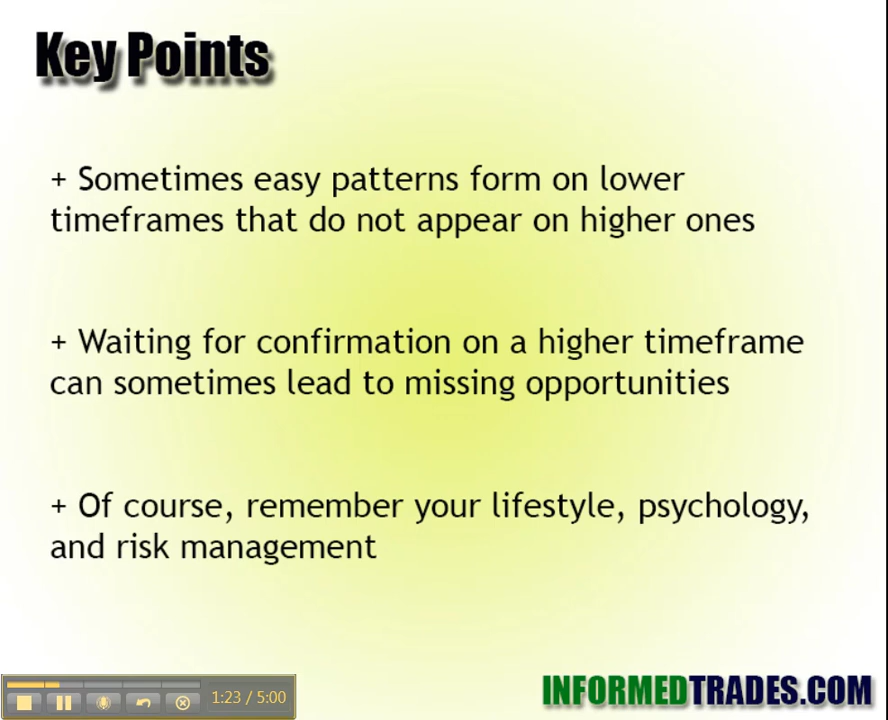 Key Points
+ Sometimes easy patterns form on lower
timeframes that do not appear on higher ones
+ Waiting for confirmation on a higher timeframe
can sometimes lead to missing opportunities
+ Of course, remember your lifestyle, psychology,
and risk management
1:23 / 5:00
INFORMEDTRADES.COM